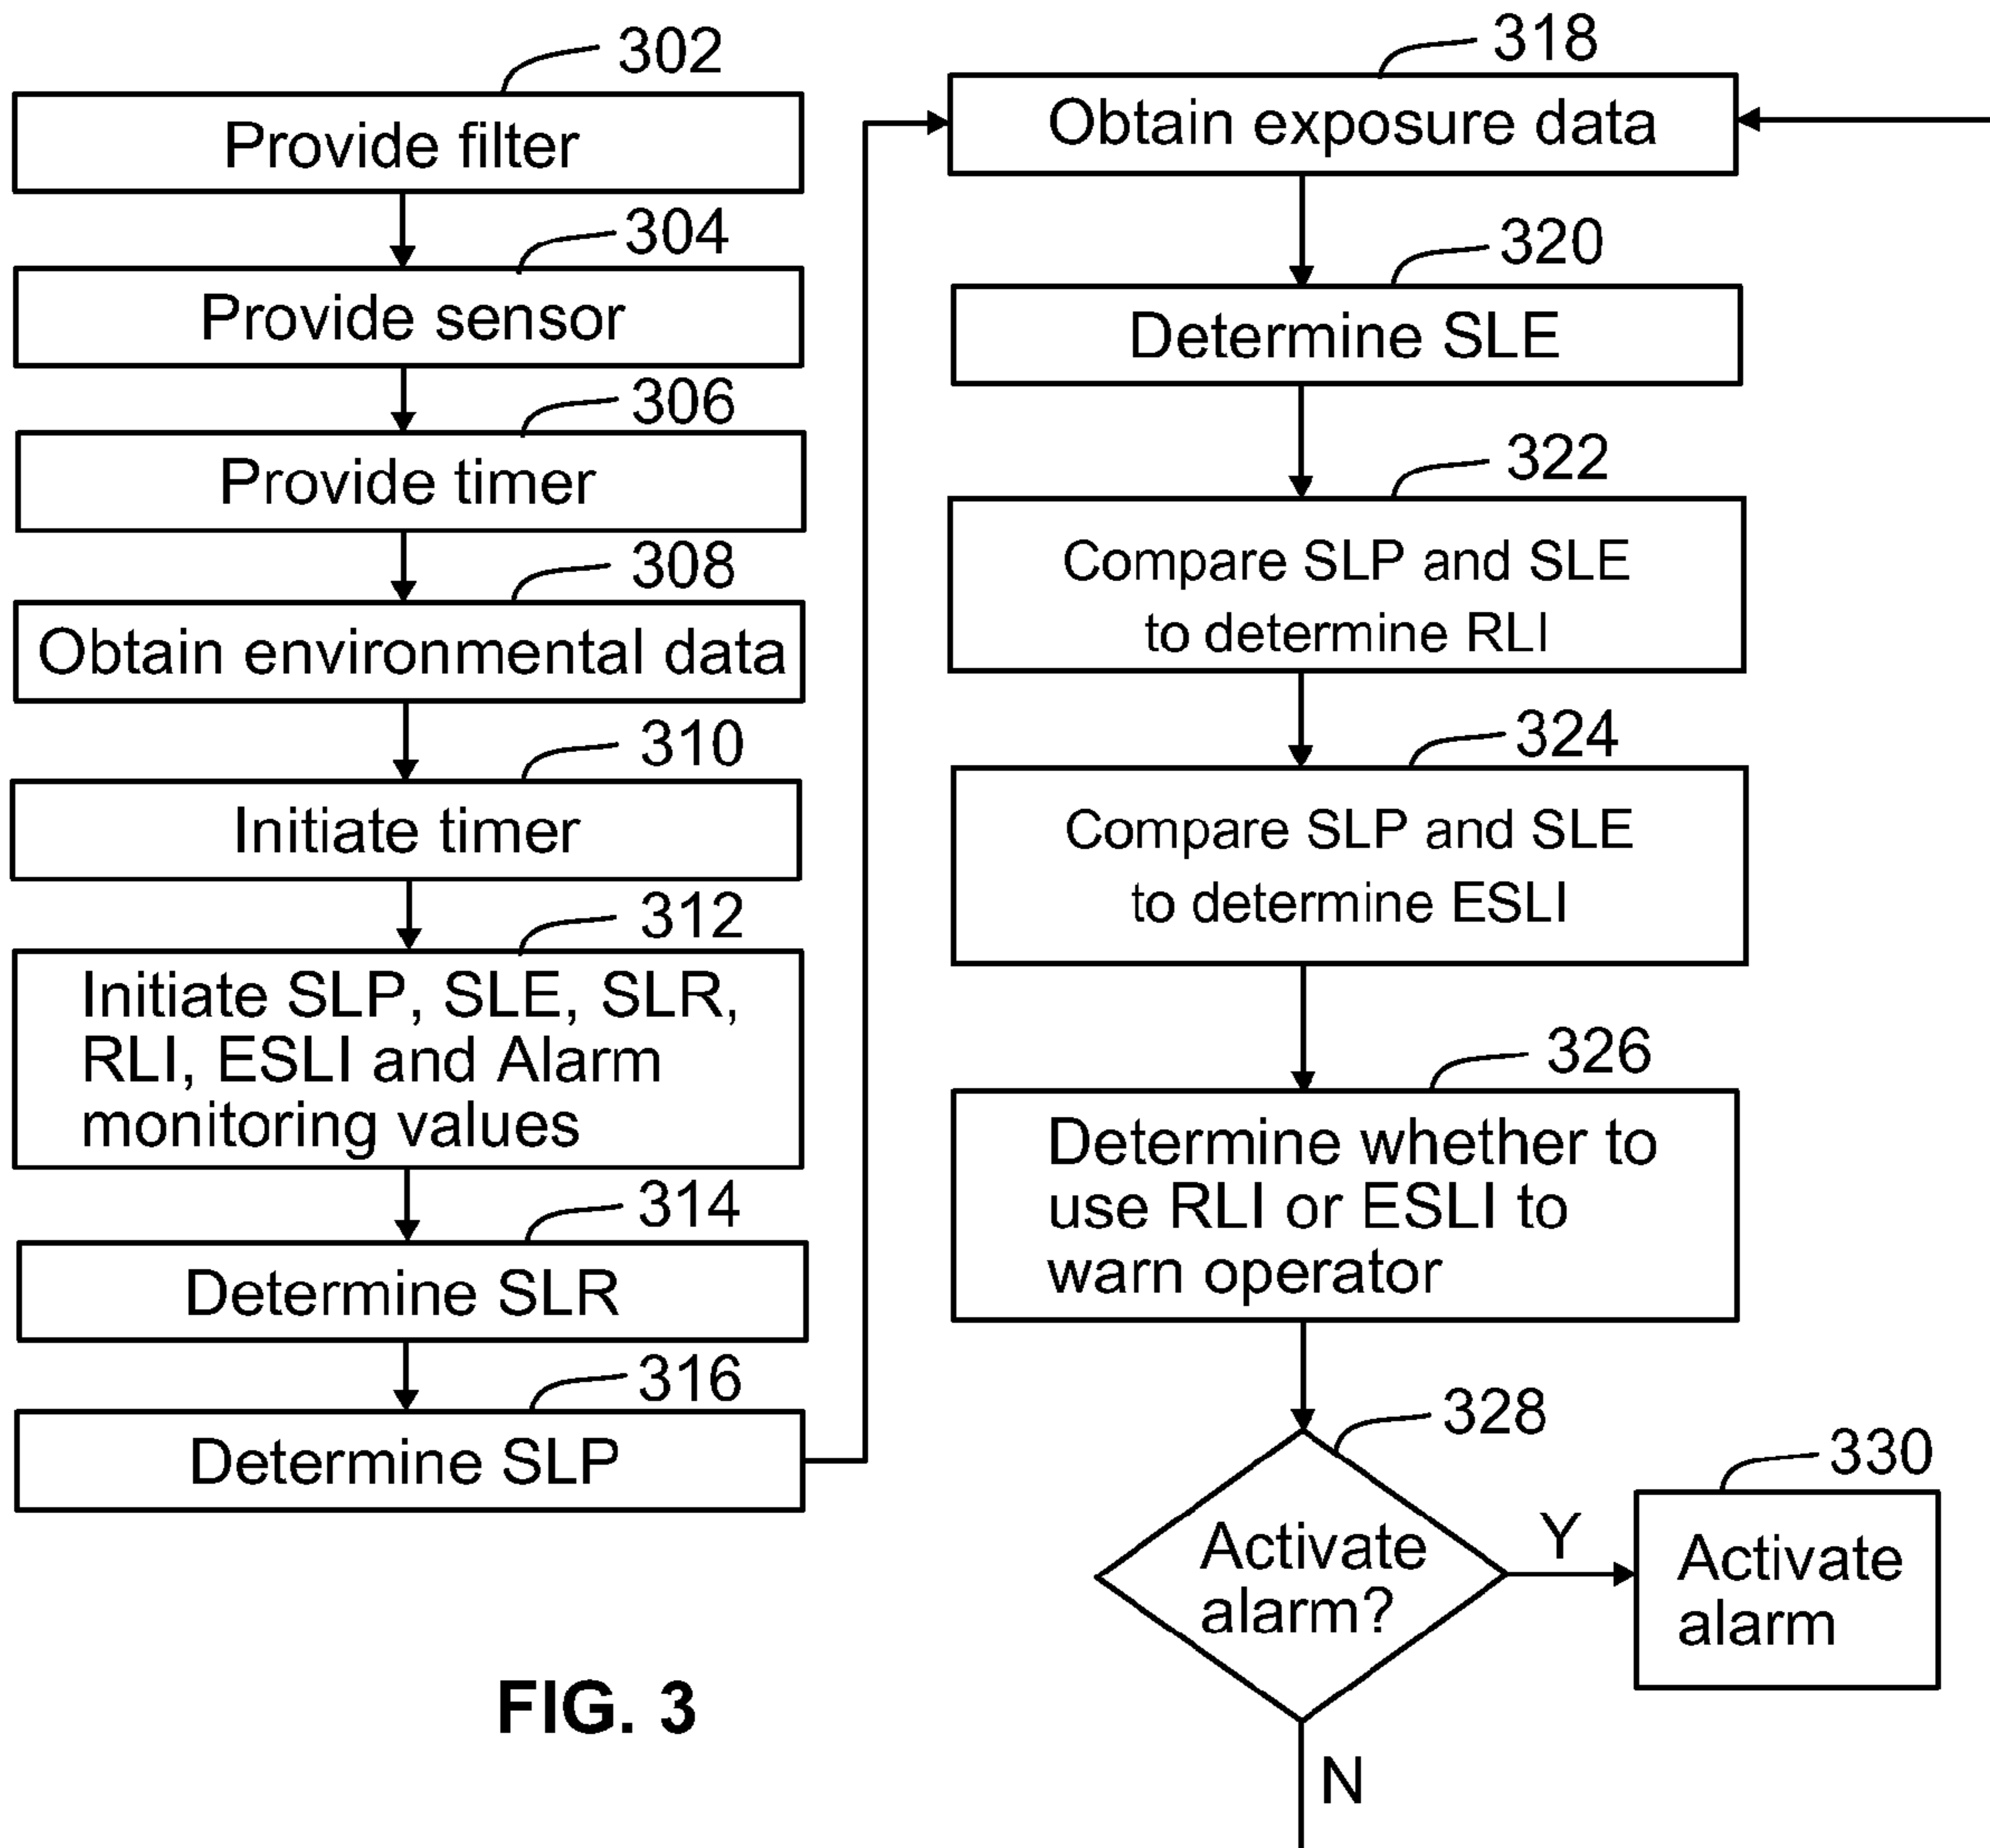 302
Provide filter
304
Provide sensor
306
Provide timer
308
Obtain environmental data
310
Initiate timer
312
Initiate SLP, SLE, SLR,
RLI, ESLI and Alarm
monitoring values
314
Determine SLR
316
Determine SLP
318
Obtain exposure data
320
Determine SLE
322
Compare SLP and SLE
to determine RLI
324
Compare SLP and SLE
to determine ESLI
326
Determine whether to
use RLI or ESLI to
warn operator
328
Activate
alarm?
Y
330
Activate
alarm
N
FIG. 3